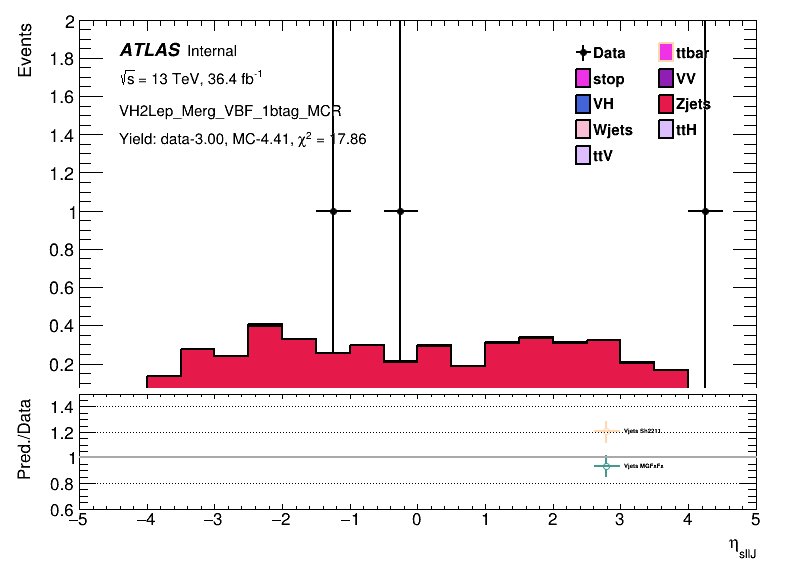 Events
2
1.8
1.6
1.4
1.2
1
0.8
0.6
0.4
0.2
ATLAS Internal
√s = 13 TeV, 36.4 fb⁻¹
VH2Lep_Merg_VBF_1btag_MCR
Yield: data-3.00, MC-4.41, χ² = 17.86
Data
ttbar
stop
VV
VH
Zjets
Wjets
ttH
ttV
Pred./Data
1.4
1.2
1
0.8
0.6
Vjets Sh2211
Vjets MGFxFx
−5 −4 −3 −2 −1 0 1 2 3 4 5
η_sllJ